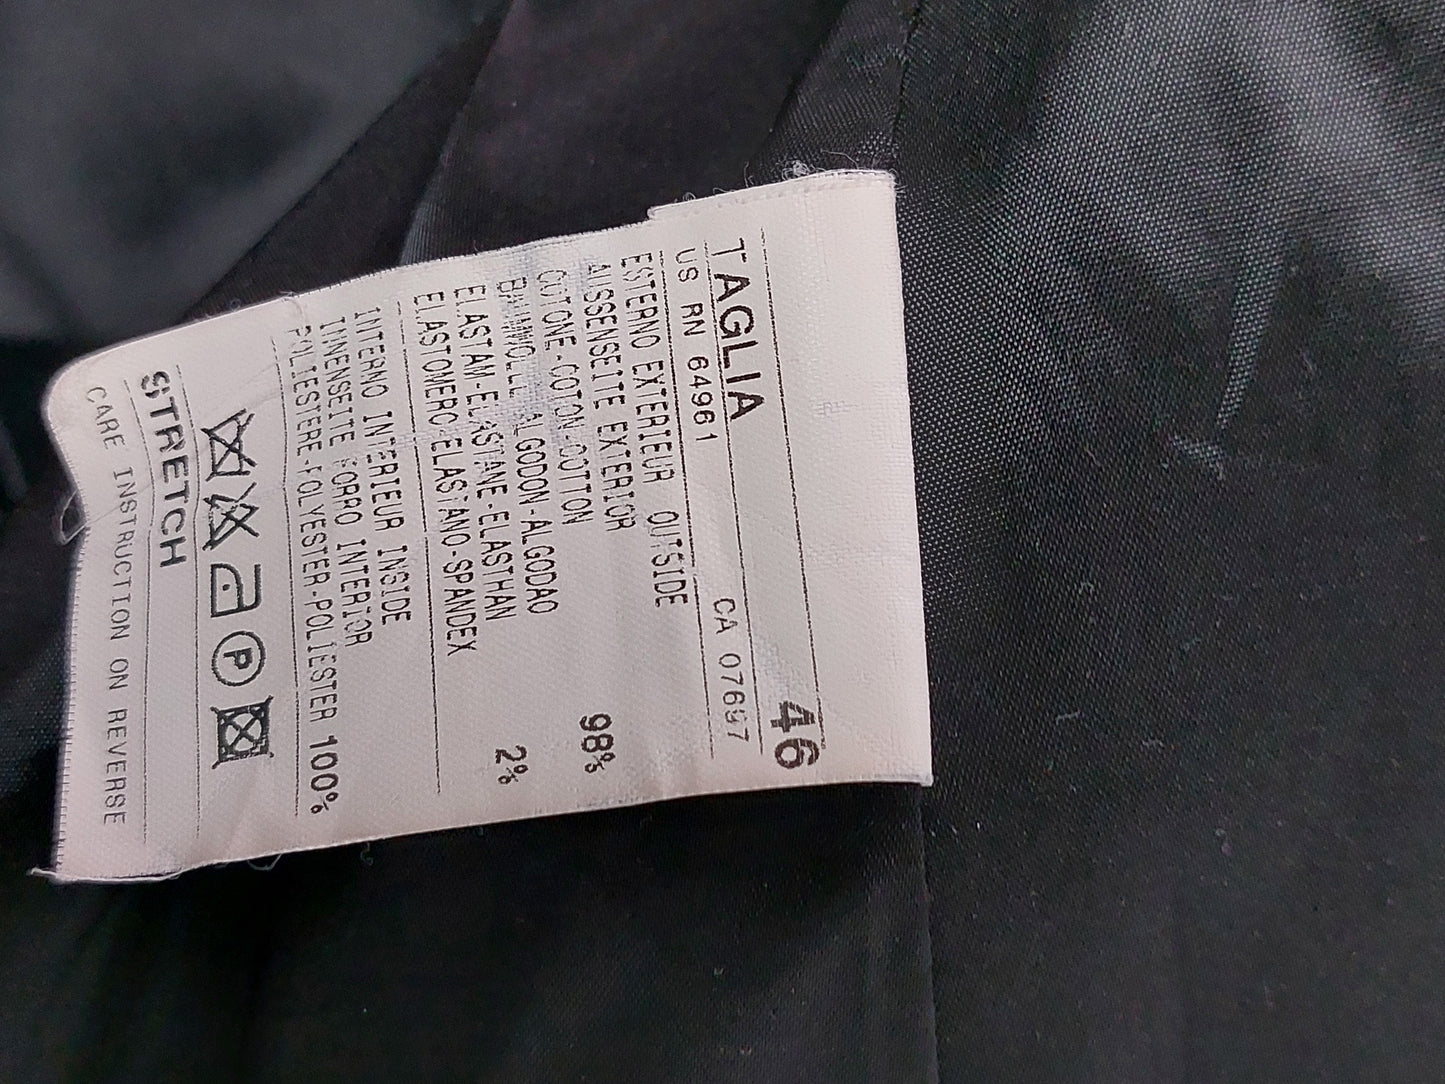 TAGLIA 46
US RN 64961 CA 07697
ESTERNO EXTERIEUR OUTSIDE
AUSSENSEITE EXTERIOR
COTONE-COTON-COTTON 98%
BAUMWOLLE ALGODON-ALGODAO
ELASTAM-ELASTANE-ELASTHAN 2%
ELASTOMERO ELASTANO-SPANDEX
INTERNO INTERIEUR INSIDE
INNENSEITE FORRO INTERIOR
POLIESTERE-POLYESTER-POLIESTER 100%
P
STRETCH
CARE INSTRUCTION ON REVERSE